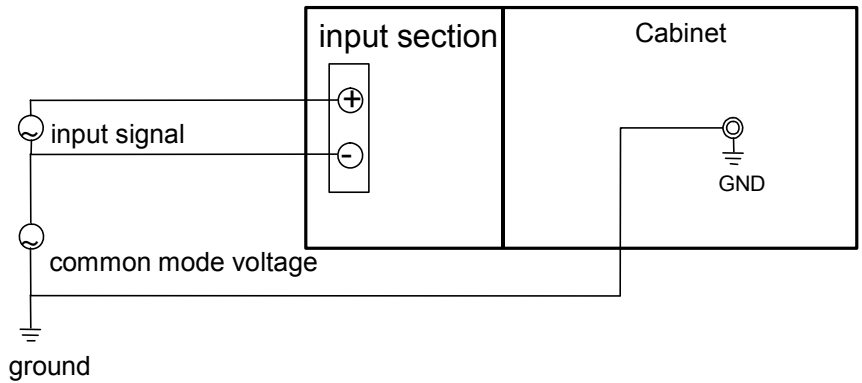 input section
Cabinet
+
input signal
-
GND
common mode voltage
ground